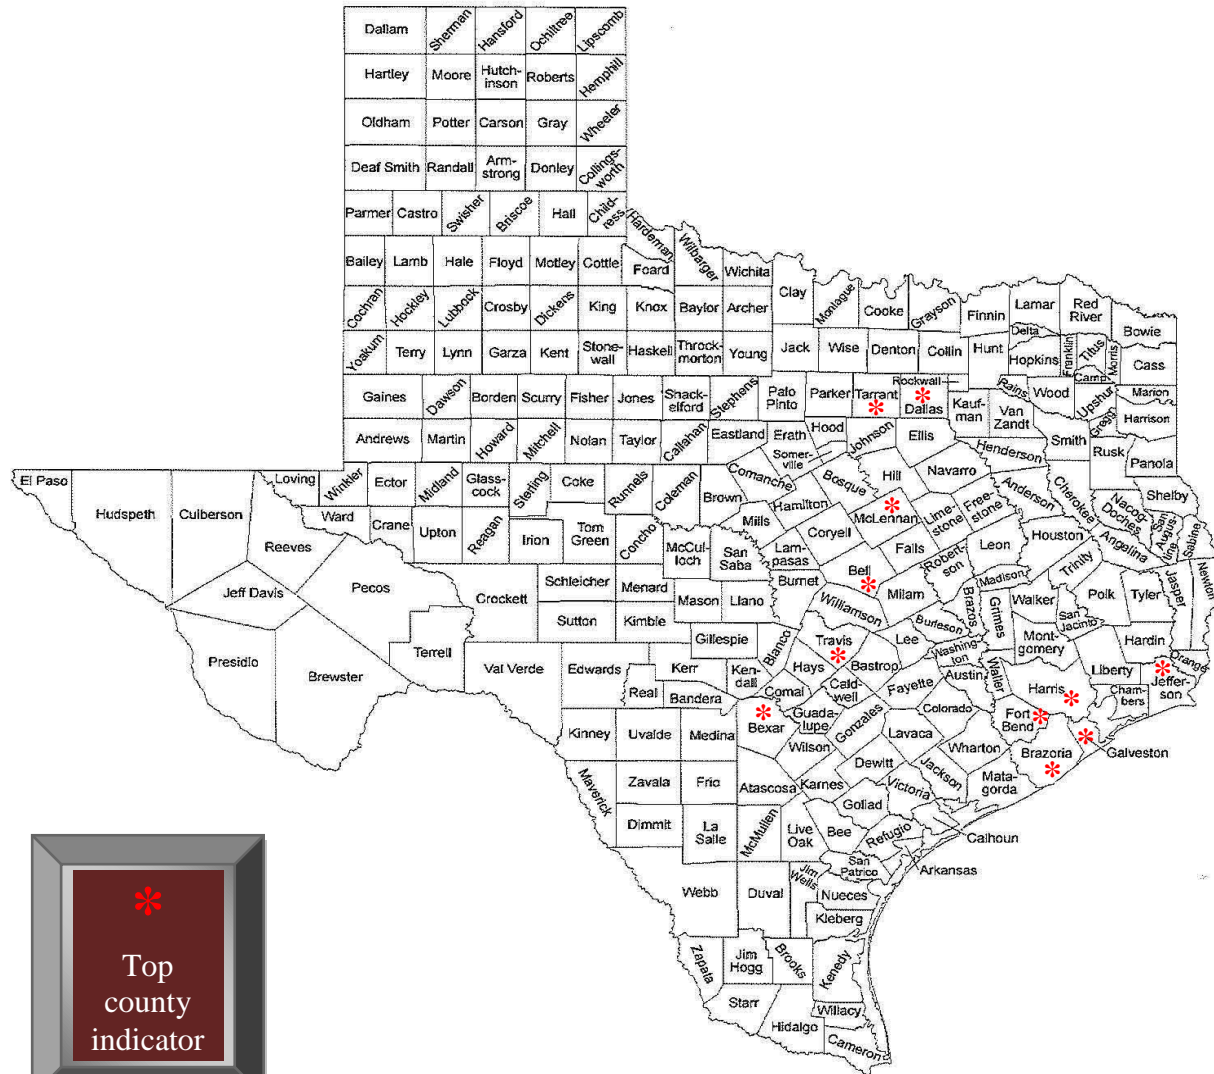 Dallam Sherman Hansford Ochiltree Lipscomb
Hartley Moore Hutch-
inson Roberts Hemphill
Oldham Potter Carson Gray Wheeler
Deaf Smith Randall Arm-
strong Donley Collings-
worth
Parmer Castro Swisher Briscoe Hall Child-
ress Hardeman
Bailey Lamb Hale Floyd Motley Cottle Foard Wilbarger Wichita
Cochran Hockley Lubbock Crosby Dickens King Knox Baylor Archer Clay Montague Cooke Grayson Finnin Lamar Red
River Bowie
Delta Franklin Titus Morris Cass
Yoakum Terry Lynn Garza Kent Stone-
wall Haskell Throck-
morton Young Jack Wise Denton Collin Hunt Hopkins Camp
Rockwall Rains Wood Upshur Marion
Gaines Dawson Borden Scurry Fisher Jones Shack-
elford Stephens Palo
Pinto Parker Tarrant Dallas Kauf-
man Van
Zandt Gregg Harrison
* *
Andrews Martin Howard Mitchell Nolan Taylor Callahan Eastland Erath Hood Johnson Ellis Henderson Smith Rusk Panola
Somer-
ville
El Paso Hudspeth Culberson Loving Winkler Ector Midland Glass-
cock Sterling Coke Runnels Coleman Brown Comanche Hamilton Bosque Hill Navarro Anderson Cherokee Nacog-
Doches Shelby
Reeves Ward Crane Upton Reagan Irion Tom
Green Concho McCul-
loch San
Saba Mills Coryell McLennan Lime-
stone Free-
stone Houston Angelina San
Augus-
tine Sabine
*
Lam-
pasas Falls Leon Robert-
son Trinity
Jeff Davis Pecos Crockett Schleicher Menard Mason Llano Burnet Bell Milam Madison Walker Polk Tyler Jasper Newton
*
Sutton Kimble Williamson Burleson Brazos Grimes San
Jacinto
Presidio Brewster Terrell Val Verde Edwards Gillespie Blanco Travis Lee Washing-
ton Mont-
gomery Hardin
*
Real Kerr Ken-
dall Hays Bastrop Austin Waller Liberty Orange
Bandera Comal Cald-
well Fayette Harris Cham-
bers Jeffer-
son
* *
Kinney Uvalde Medina Bexar Guada-
lupe Gonzales Colorado Fort
Bend
* *
Wilson Lavaca Wharton Brazoria Galveston
* *
Maverick Zavala Frio Atascosa Karnes Dewitt Jackson Mata-
gorda
Dimmit La
Salle McMullen Live
Oak Bee Goliad Victoria Refugio Calhoun
San
Patrico Arkansas
Webb Duval Jim
Wells Nueces
Kleberg
Zapata Jim
Hogg Brooks Kenedy
Starr Willacy
Hidalgo Cameron
*
Top
county
indicator